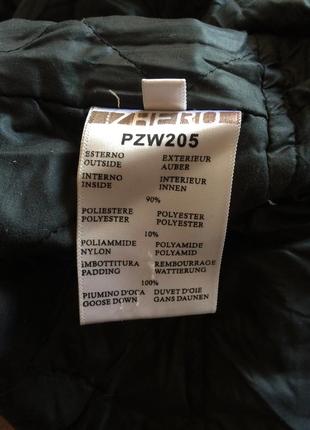 ZHERO
PZW205
ESTERNO EXTERIEUR
OUTSIDE AUBER
INTERNO INTERIEUR
INSIDE INNEN
90%
POLIESTERE POLYESTER
POLYESTER POLYESTER
10%
POLIAMMIDE POLYAMIDE
NYLON POLYAMID
IMBOTTITURA REMBOURRAGE
PADDING WATTIERUNG
100%
PIUMINO D'OCA DUVET D'OIE
GOOSE DOWN GANS DAUNEN